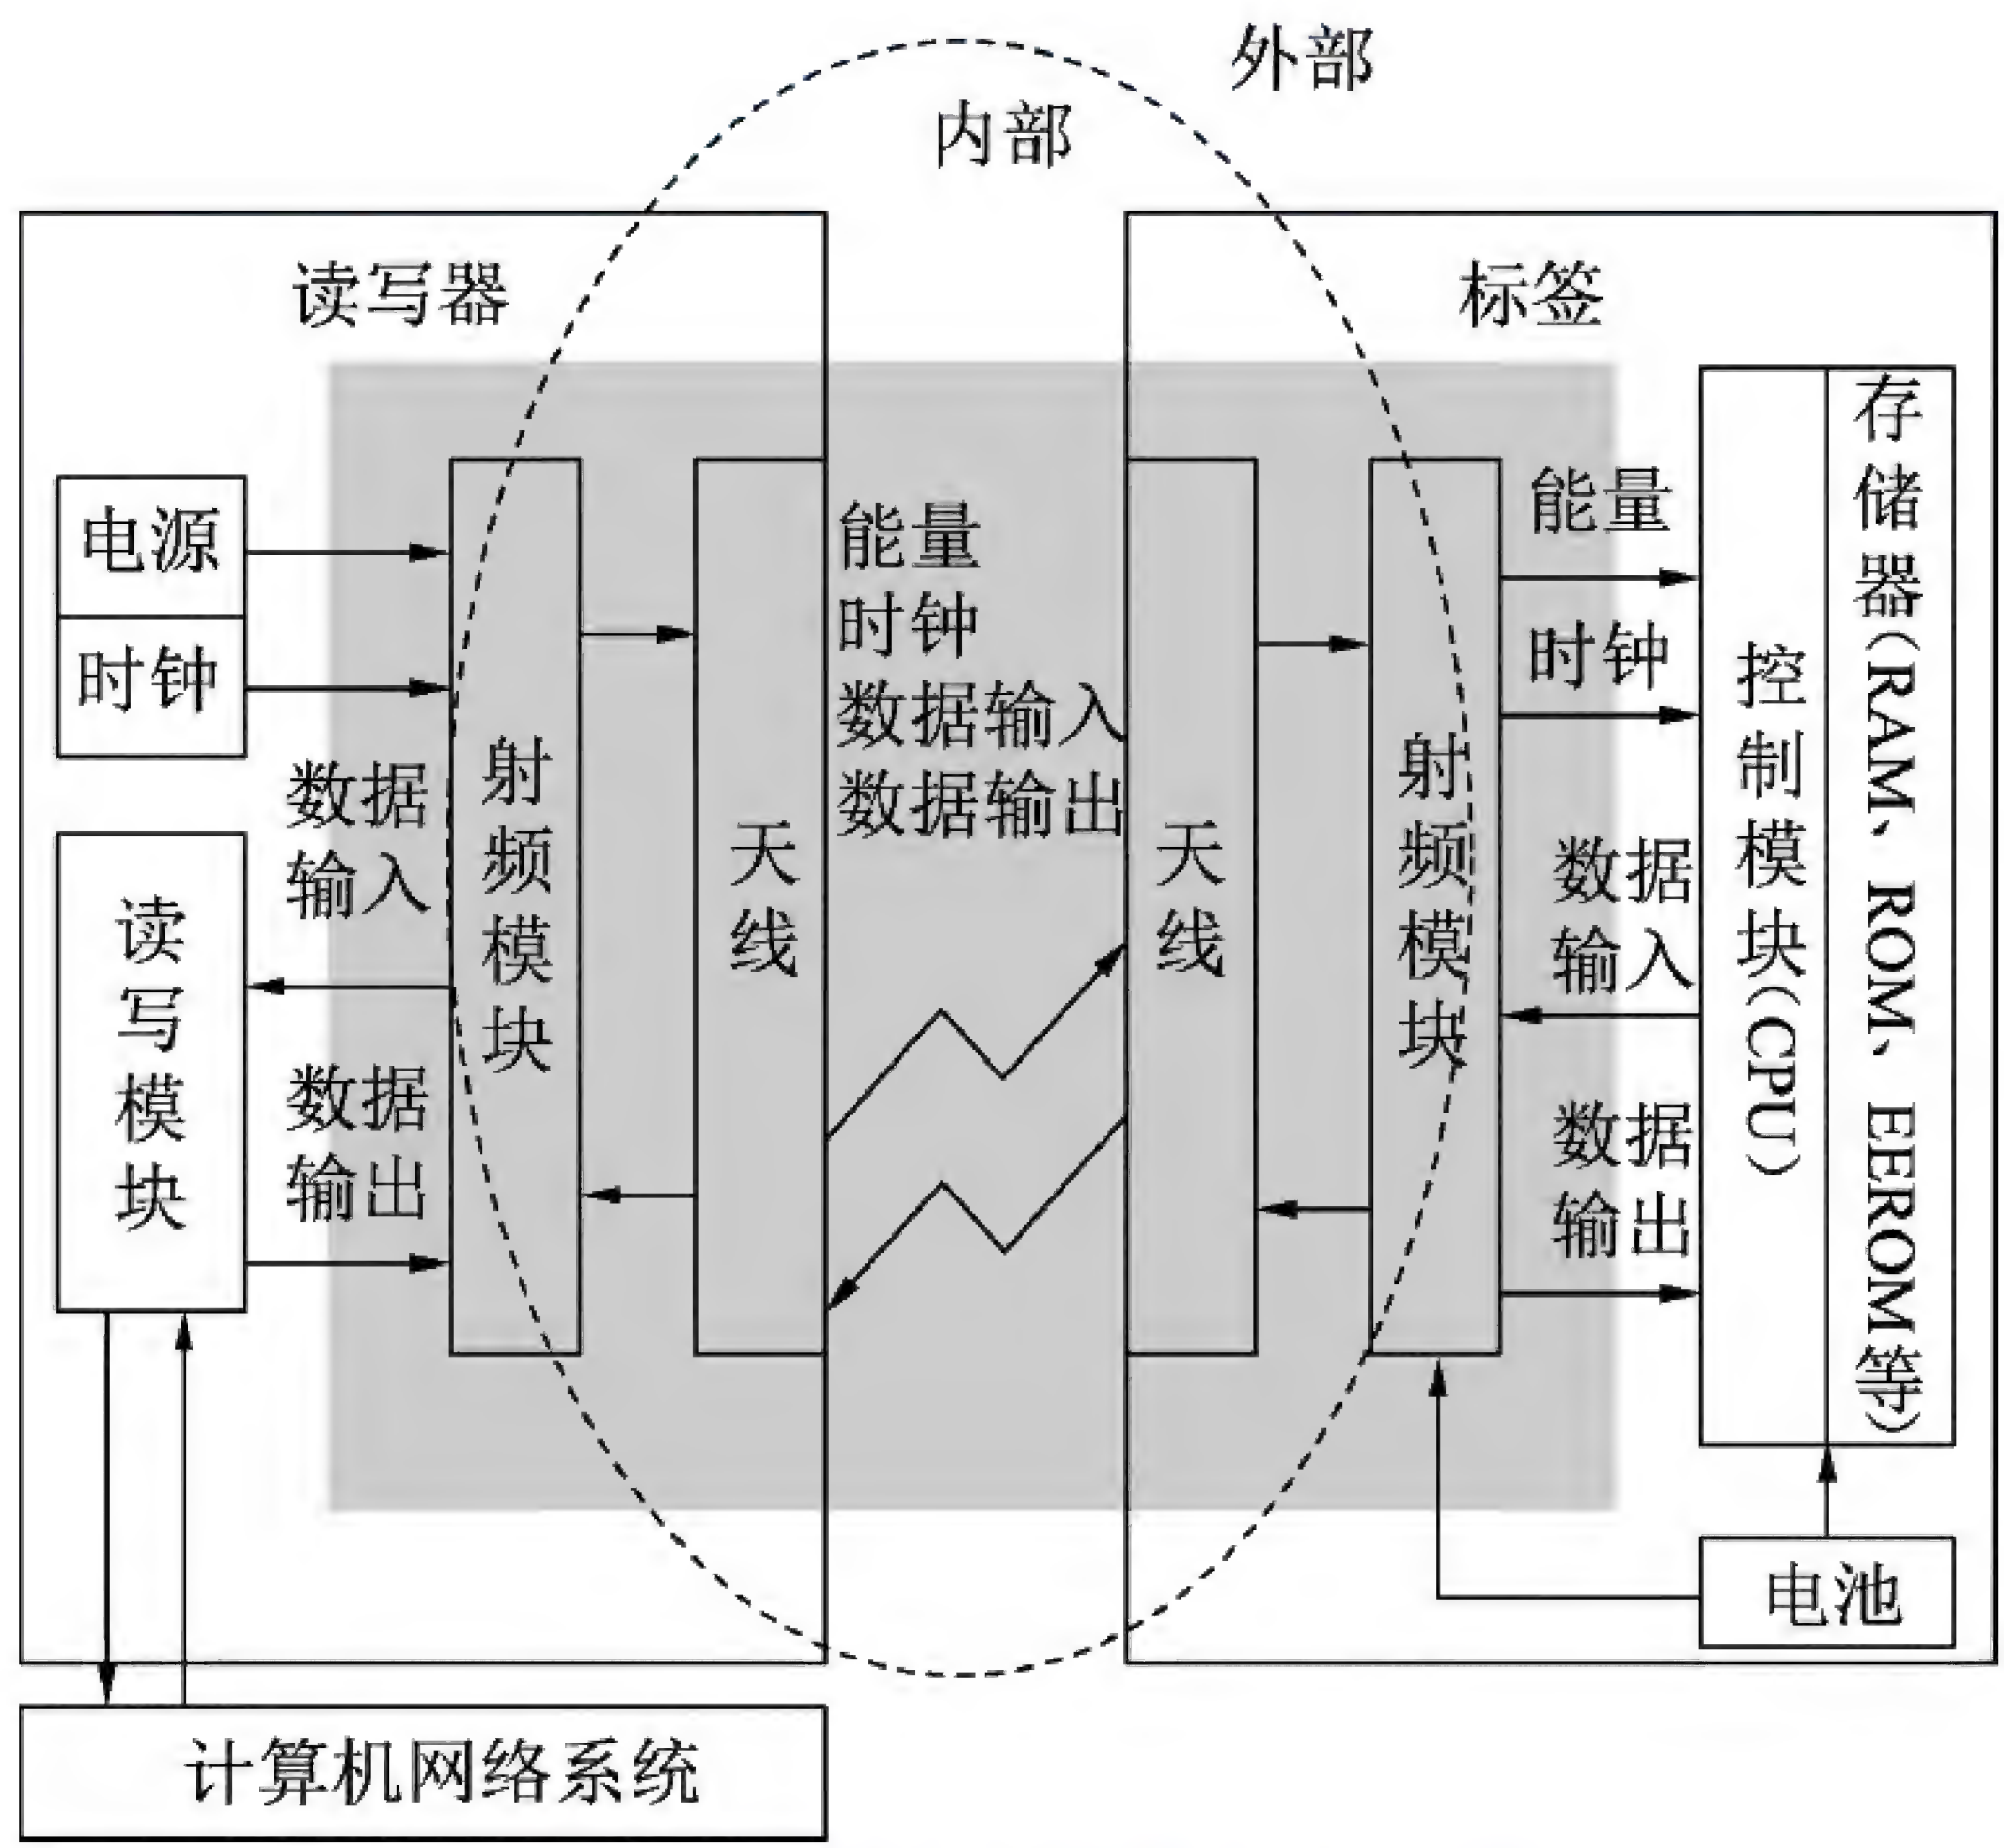 外部
内部
读写器
标签
电源
时钟
数据
输入
数据
输出
读写模块
射频模块
天线
能量
时钟
数据输入
数据输出
天线
射频模块
能量
时钟
数据
输入
数据
输出
控制模块(CPU)
存储器(RAM、ROM、EEROM等)
电池
计算机网络系统